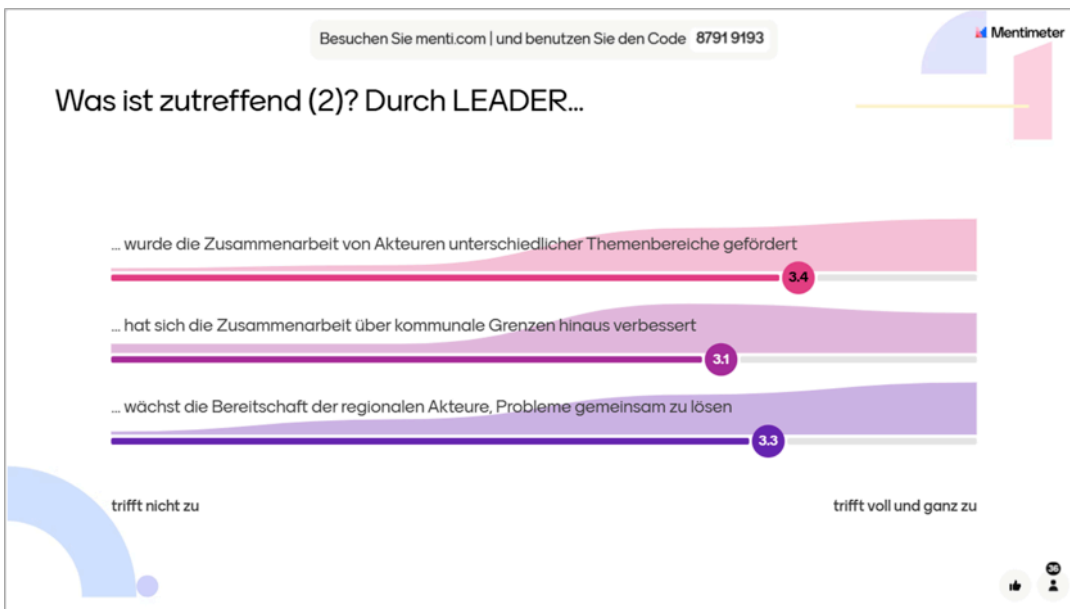 Besuchen Sie menti.com | und benutzen Sie den Code 8791 9193
Mentimeter
Was ist zutreffend (2)? Durch LEADER...
... wurde die Zusammenarbeit von Akteuren unterschiedlicher Themenbereiche gefördert
3.4
... hat sich die Zusammenarbeit über kommunale Grenzen hinaus verbessert
3.1
... wächst die Bereitschaft der regionalen Akteure, Probleme gemeinsam zu lösen
3.3
trifft nicht zu
trifft voll und ganz zu
36